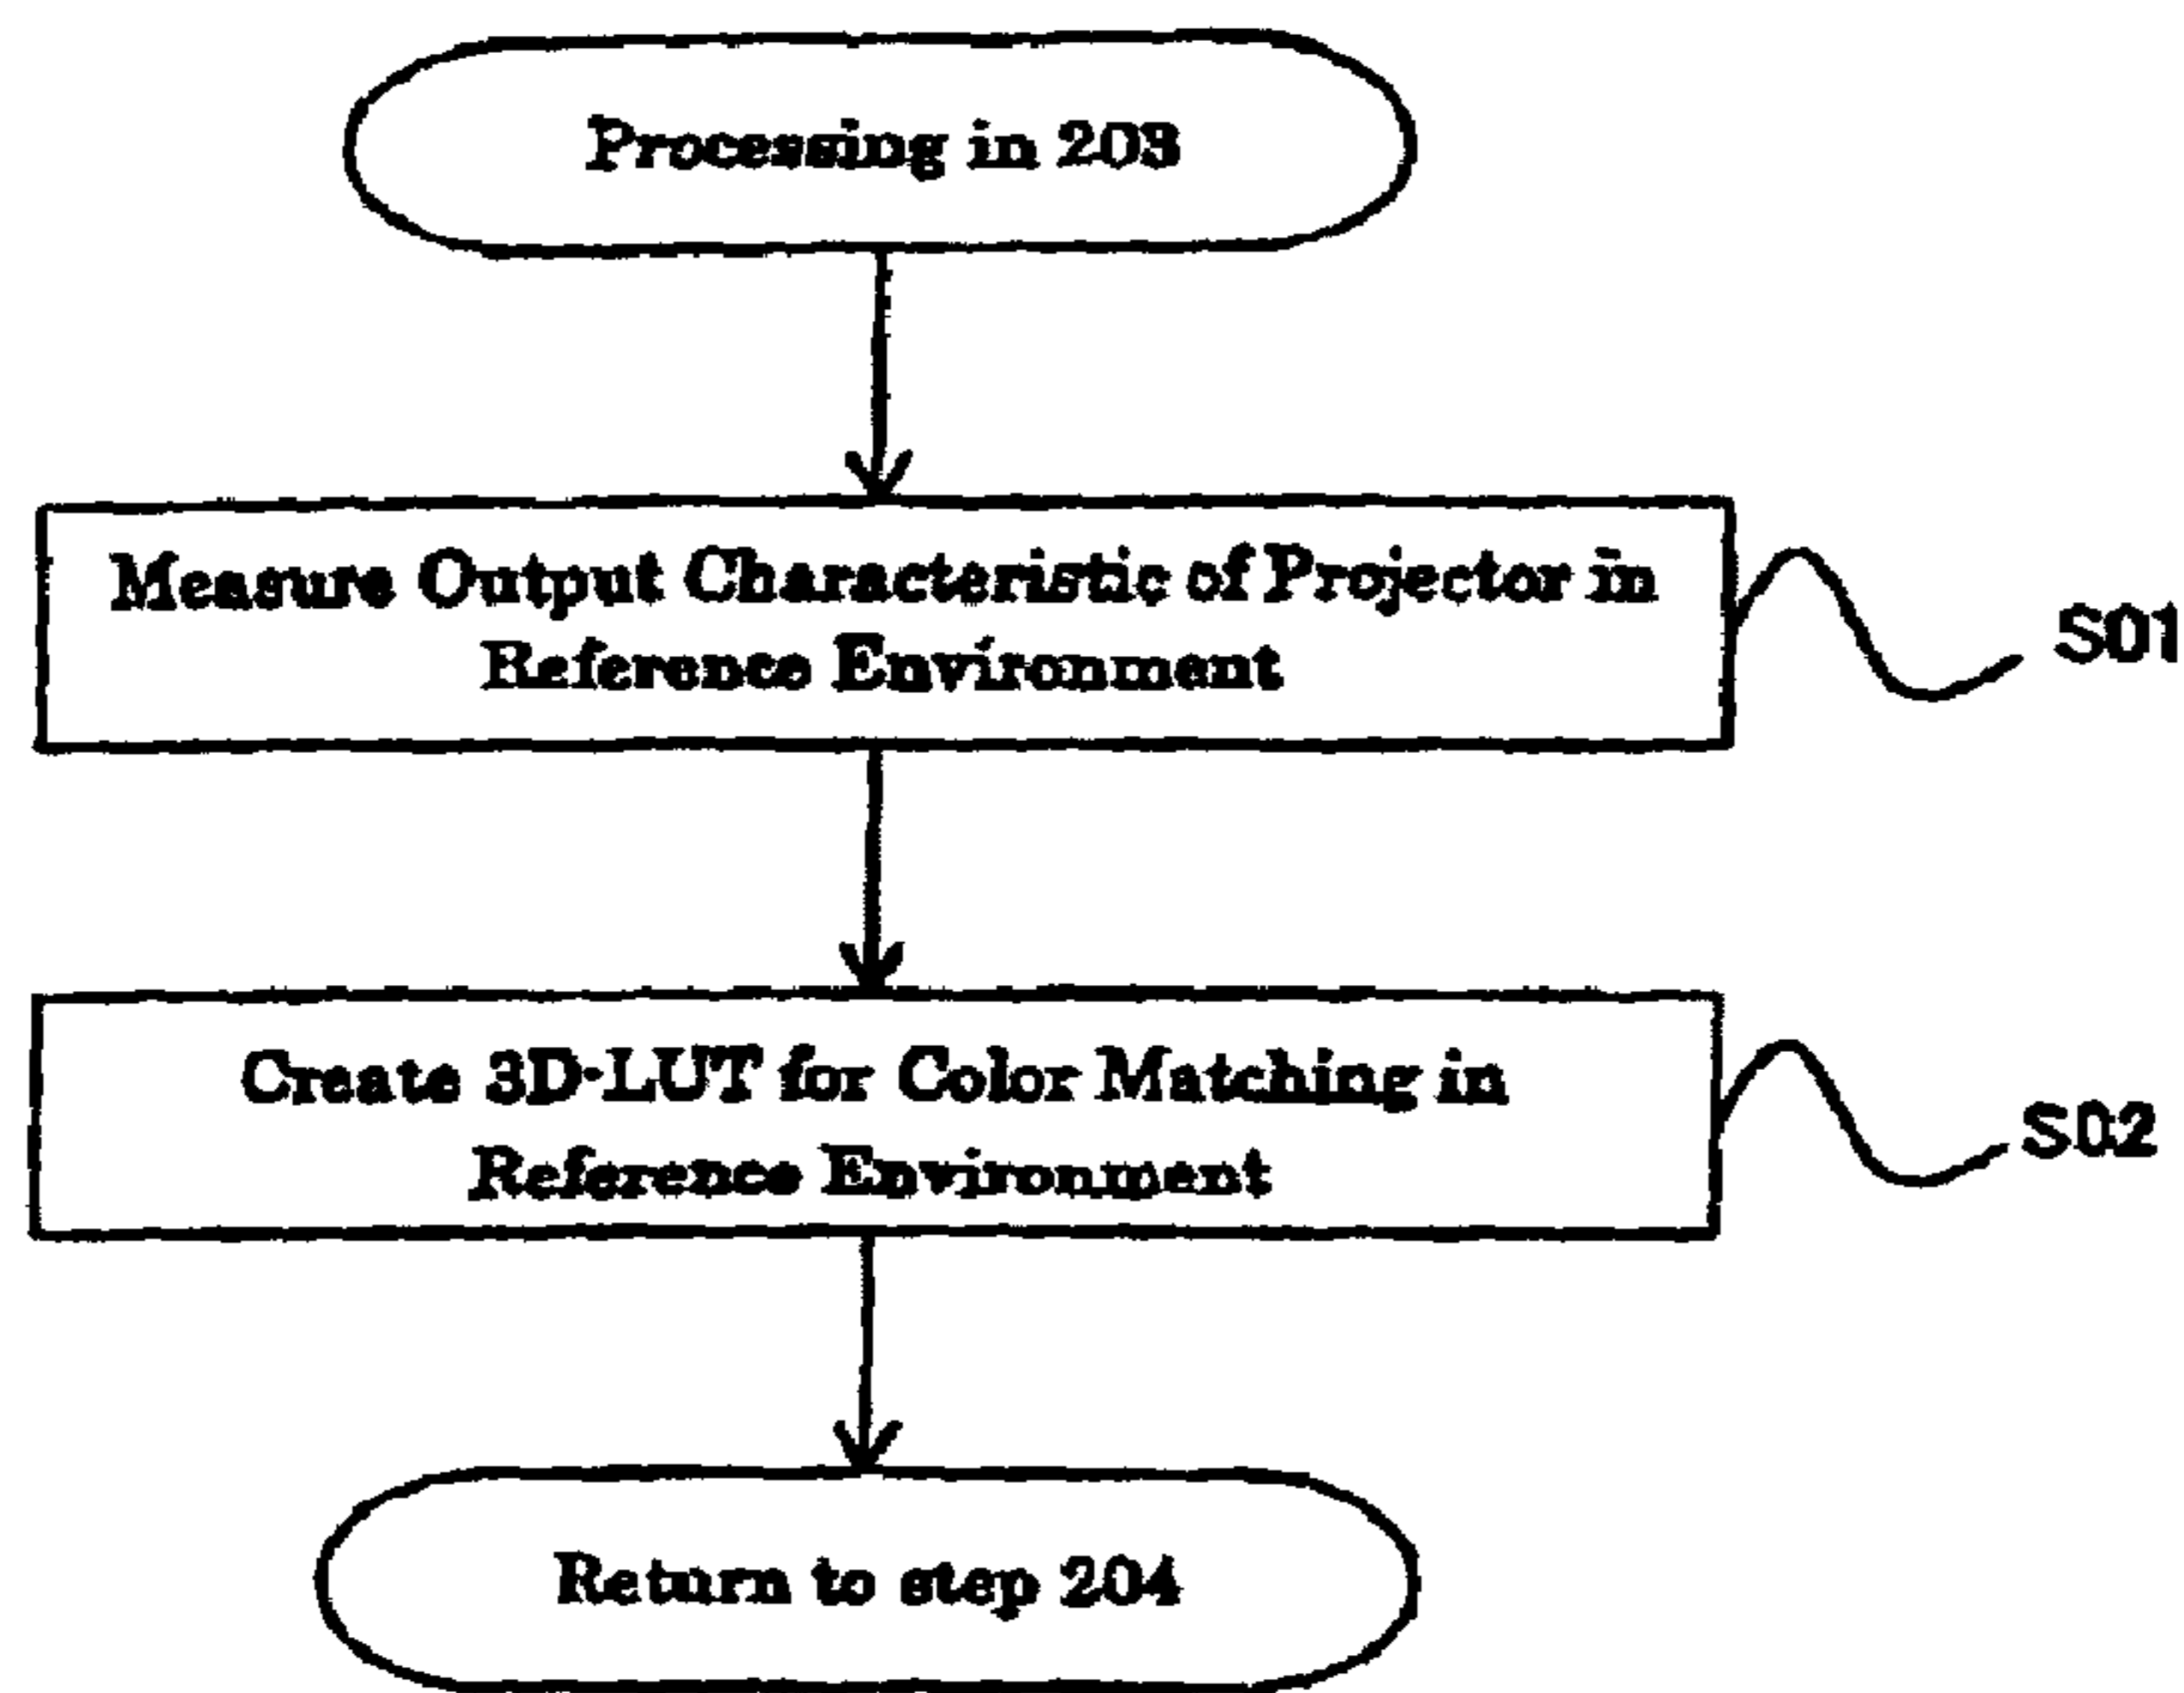 Processing in 203
Measure Output Characteristic of Projector in
Reference Environment
S01
Create 3D-LUT for Color Matching in
Reference Environment
S02
Return to step 204